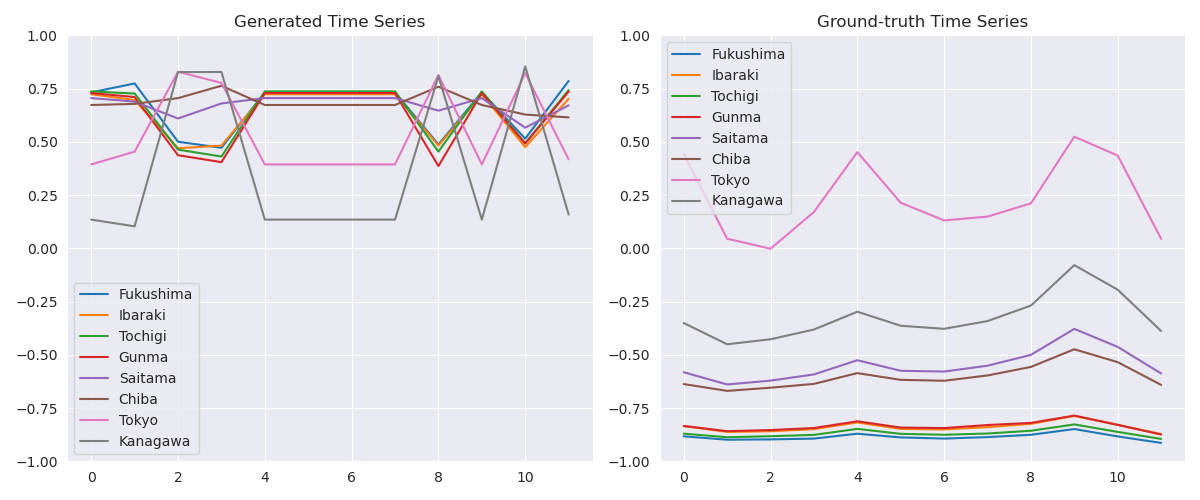 Generated Time Series
1.00
0.75
0.50
0.25
0.00
−0.25
−0.50
−0.75
−1.00
0 2 4 6 8 10
Fukushima
Ibaraki
Tochigi
Gunma
Saitama
Chiba
Tokyo
Kanagawa
Ground-truth Time Series
1.00
0.75
0.50
0.25
0.00
−0.25
−0.50
−0.75
−1.00
0 2 4 6 8 10
Fukushima
Ibaraki
Tochigi
Gunma
Saitama
Chiba
Tokyo
Kanagawa